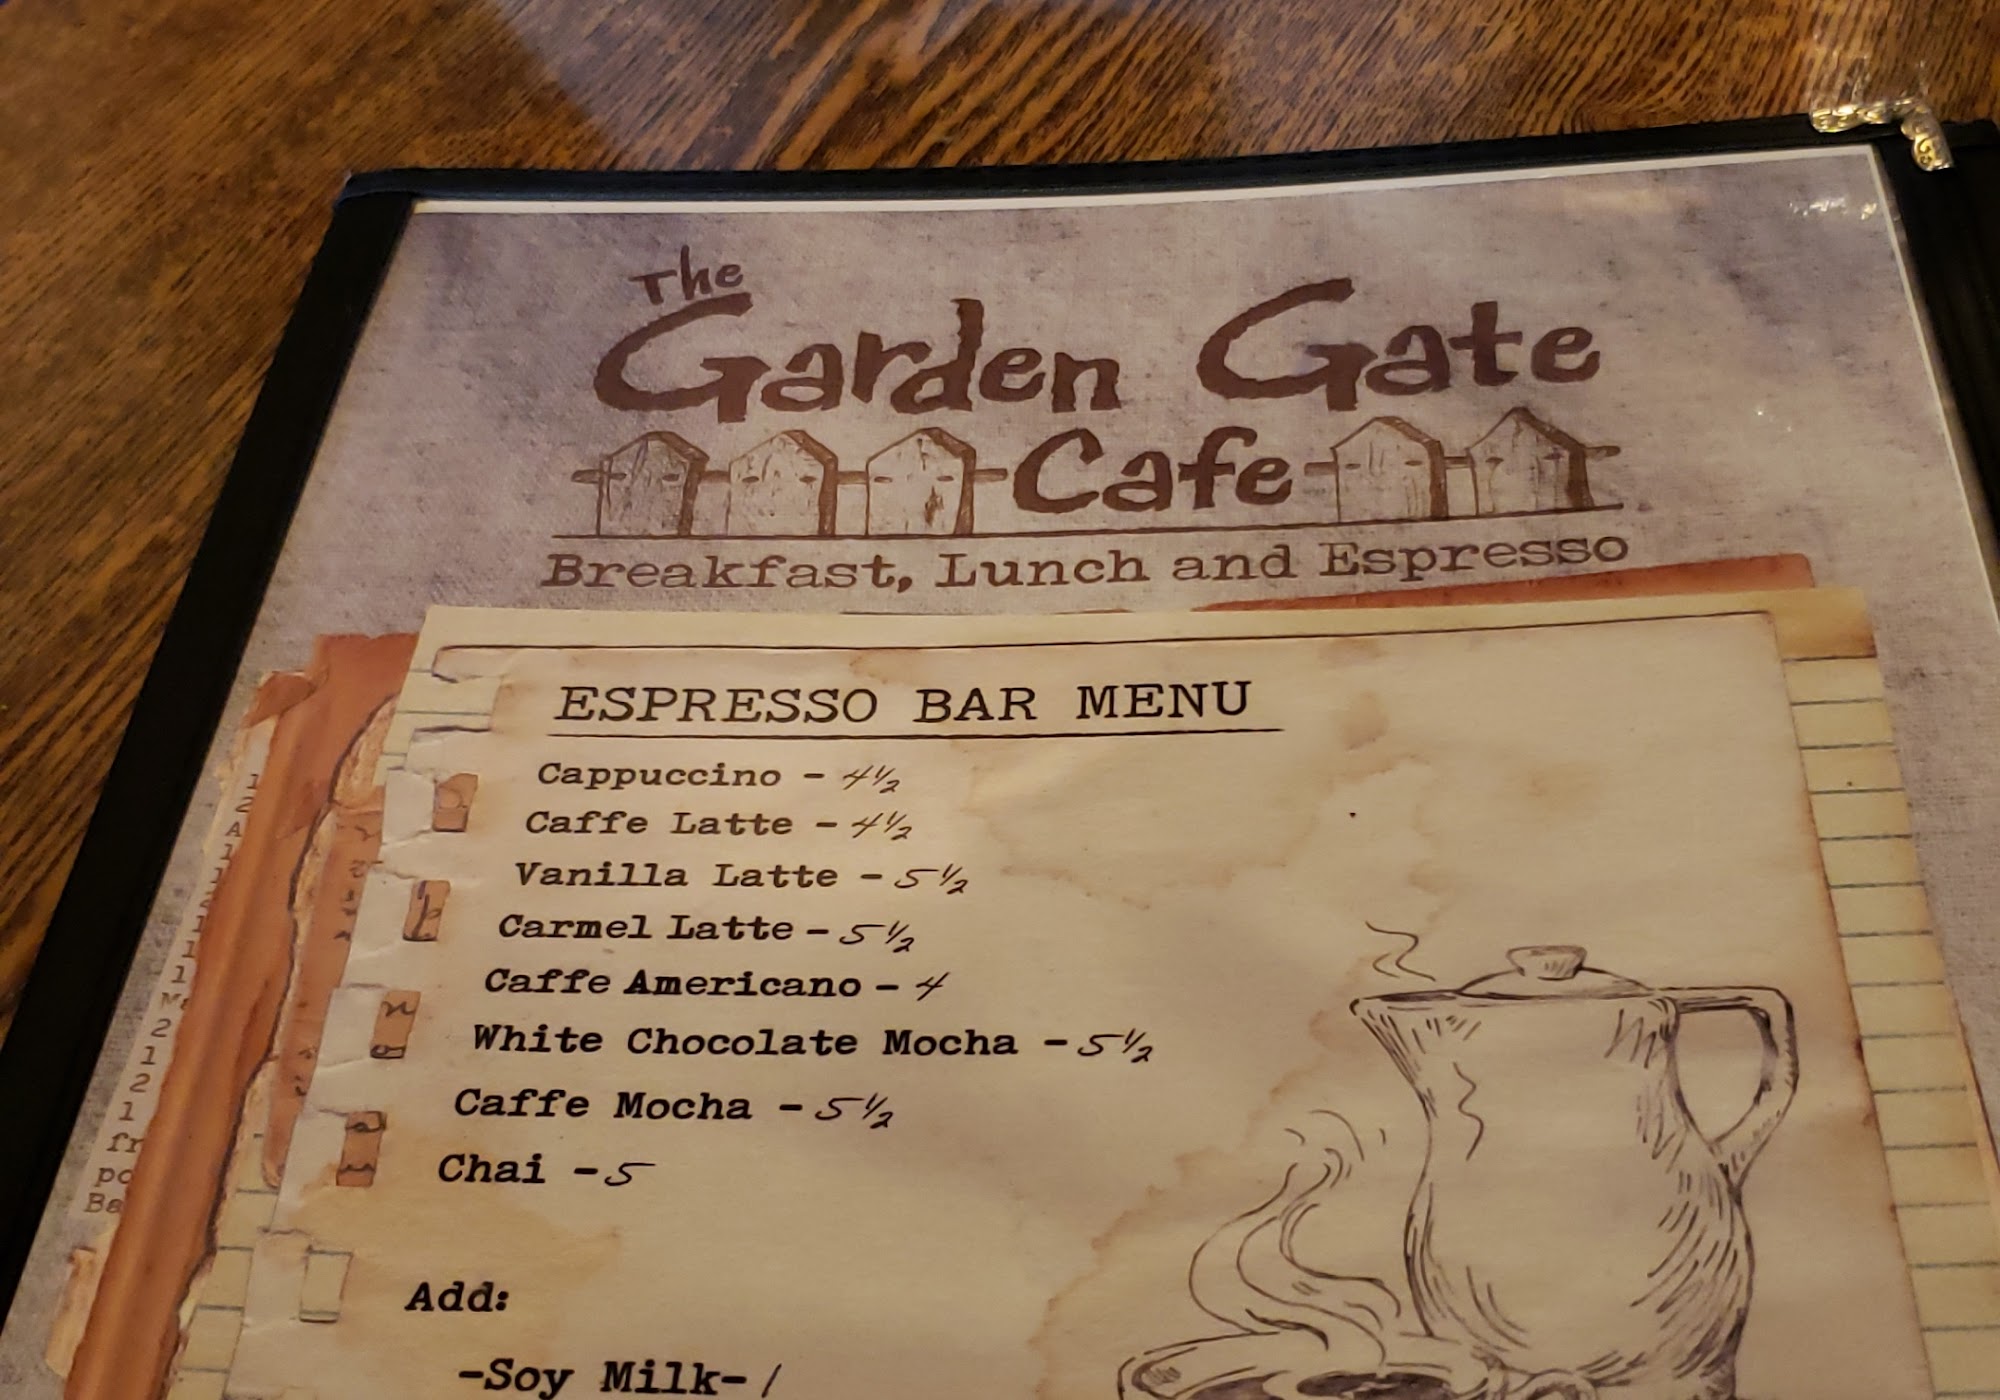 The
Garden Gate
Cafe
Breakfast, Lunch and Espresso
ESPRESSO BAR MENU
Cappuccino - 4½
Caffe Latte - 4½
Vanilla Latte - 5½
Carmel Latte - 5½
Caffe Americano - 4
White Chocolate Mocha - 5½
Caffe Mocha - 5½
Chai - 5
Add:
-Soy Milk- 1